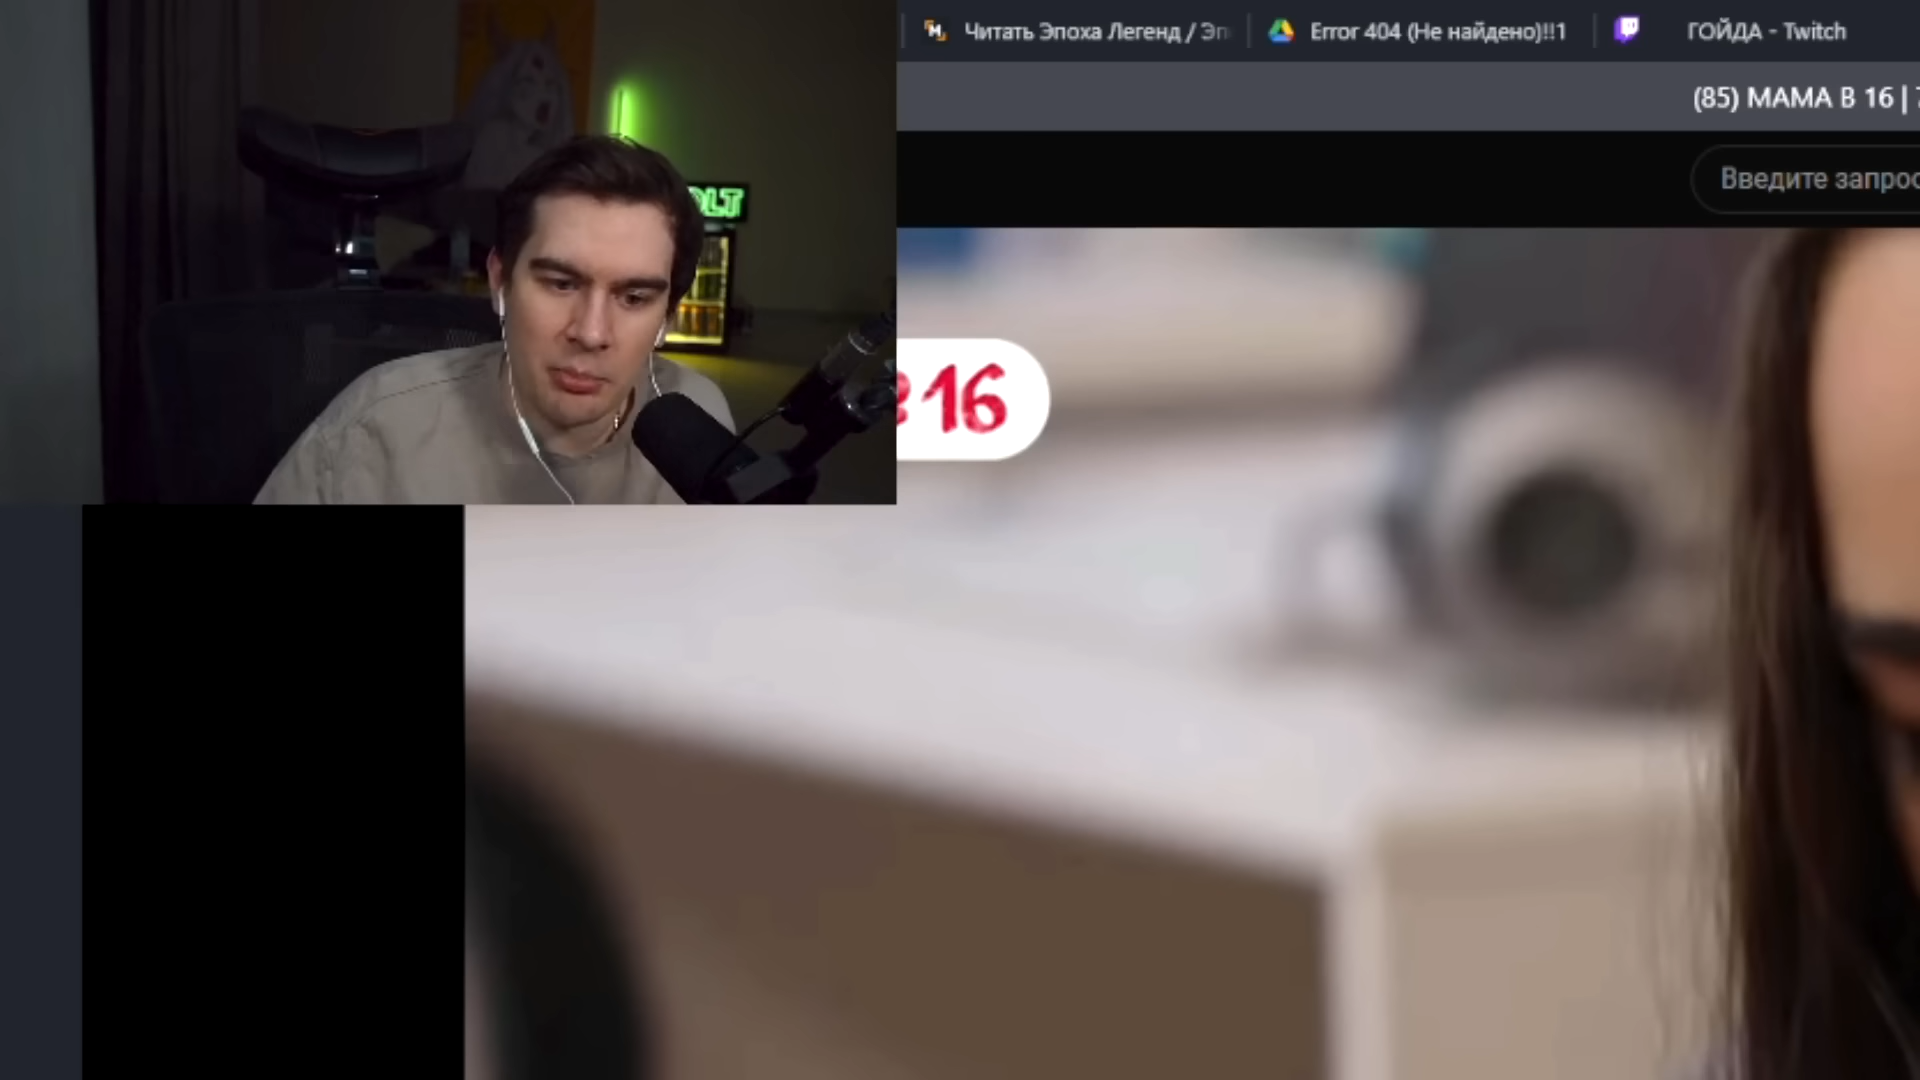 Читать Эпоха Легенд / Эп
Error 404 (Не найдено)!!1
ГОЙДА - Twitch
(85) МАМА В 16 |
Введите запрос
16